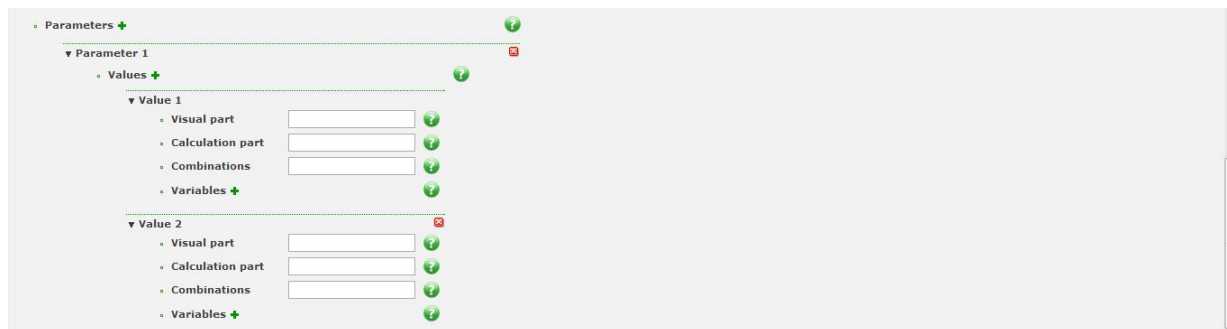 Parameters
Parameter 1
Values
Value 1
Visual part
Calculation part
Combinations
Variables
Value 2
Visual part
Calculation part
Combinations
Variables